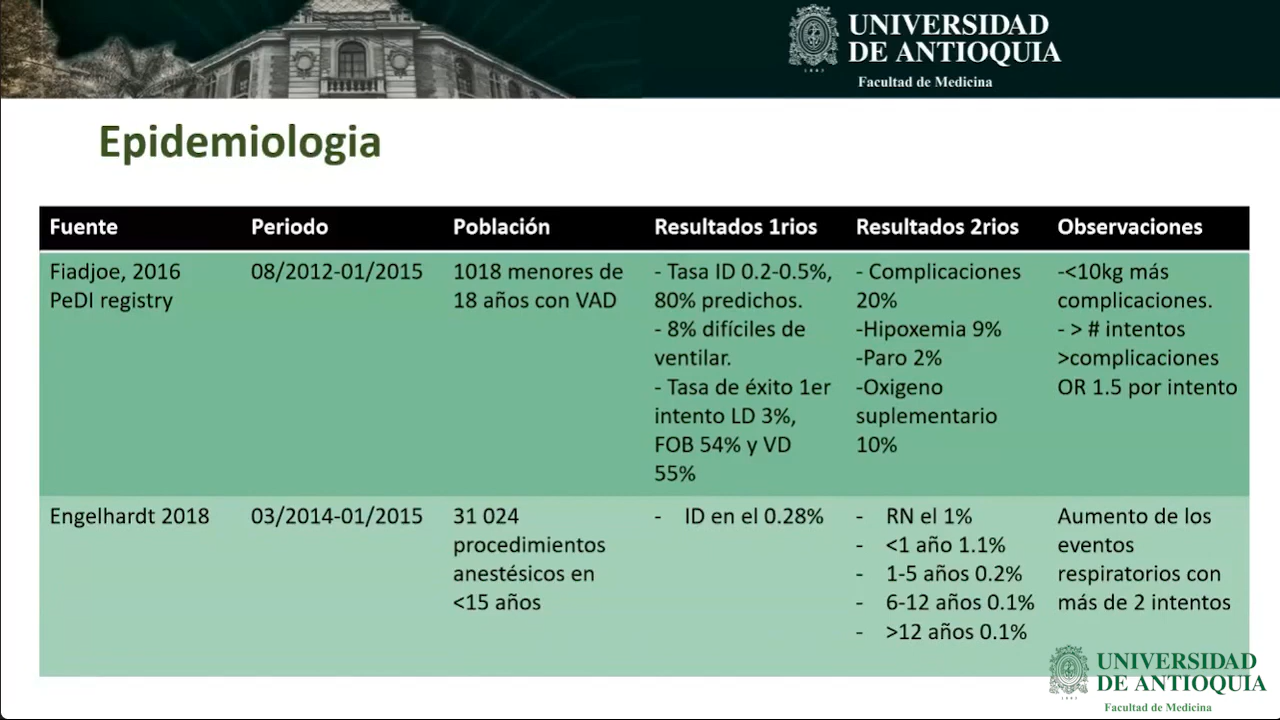 UNIVERSIDAD
DE ANTIOQUIA
1803
Facultad de Medicina
Epidemiologia
Fuente
Periodo
Población
Resultados 1rios
Resultados 2rios
Observaciones
Fiadjoe, 2016
PeDI registry
08/2012-01/2015
1018 menores de
18 años con VAD
- Tasa ID 0.2-0.5%,
80% predichos.
- 8% difíciles de
ventilar.
- Tasa de éxito 1er
intento LD 3%,
FOB 54% y VD
55%
- Complicaciones
20%
-Hipoxemia 9%
-Paro 2%
-Oxigeno
suplementario
10%
-<10kg más
complicaciones.
- > # intentos
>complicaciones
OR 1.5 por intento
Engelhardt 2018
03/2014-01/2015
31 024
procedimientos
anestésicos en
<15 años
- ID en el 0.28%
- RN el 1%
- <1 año 1.1%
- 1-5 años 0.2%
- 6-12 años 0.1%
- >12 años 0.1%
Aumento de los
eventos
respiratorios con
más de 2 intentos
UNIVERSIDAD
DE ANTIOQUIA
Facultad de Medicina